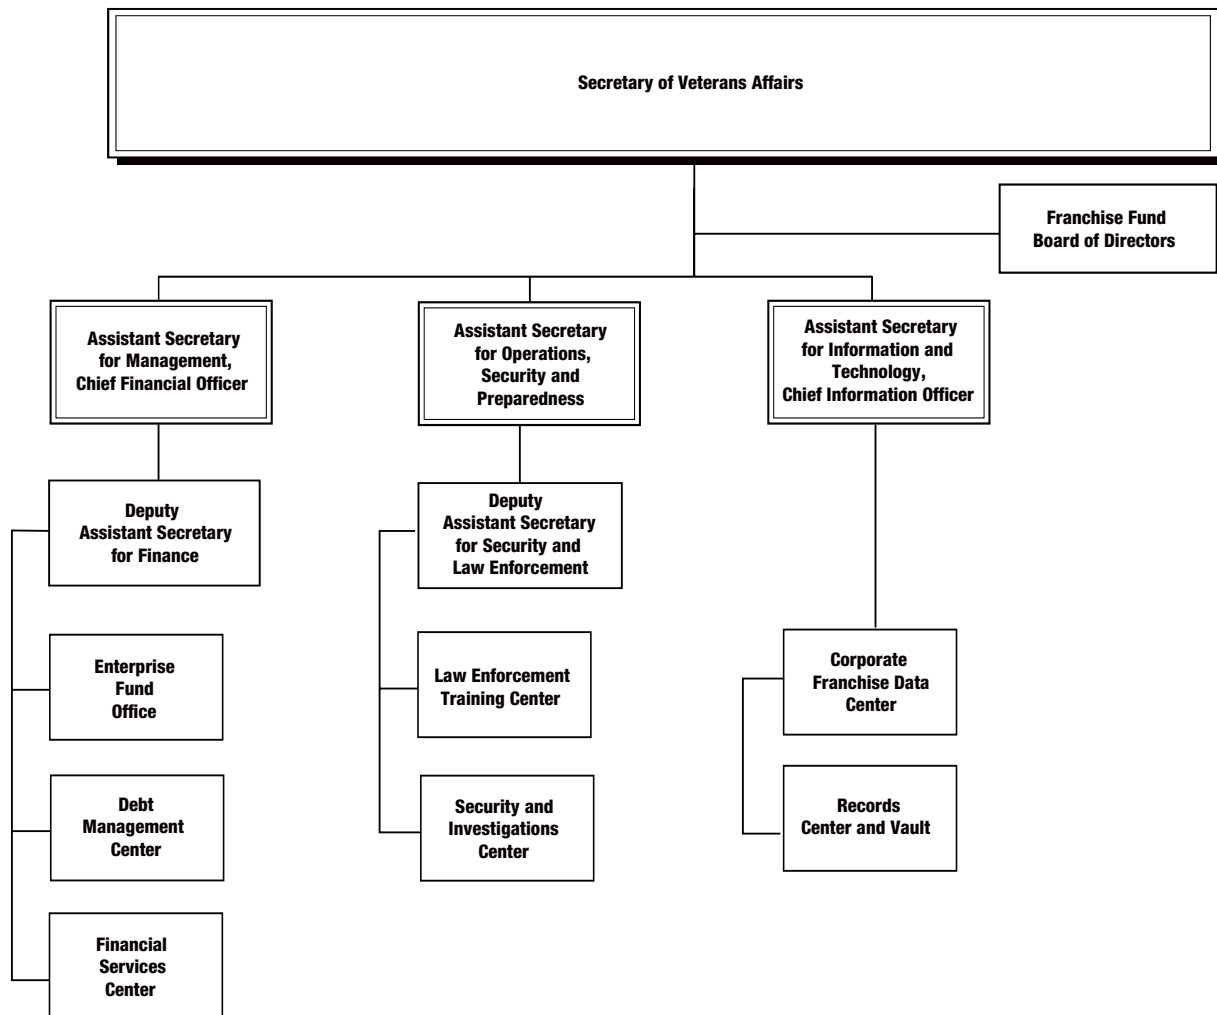 Secretary of Veterans Affairs
Franchise Fund
Board of Directors
Assistant Secretary
for Management,
Chief Financial Officer
Assistant Secretary
for Operations,
Security and
Preparedness
Assistant Secretary
for Information and
Technology,
Chief Information Officer
Deputy
Assistant Secretary
for Finance
Deputy
Assistant Secretary
for Security and
Law Enforcement
Enterprise
Fund
Office
Law Enforcement
Training Center
Corporate
Franchise Data
Center
Debt
Management
Center
Security and
Investigations
Center
Records
Center and Vault
Financial
Services
Center